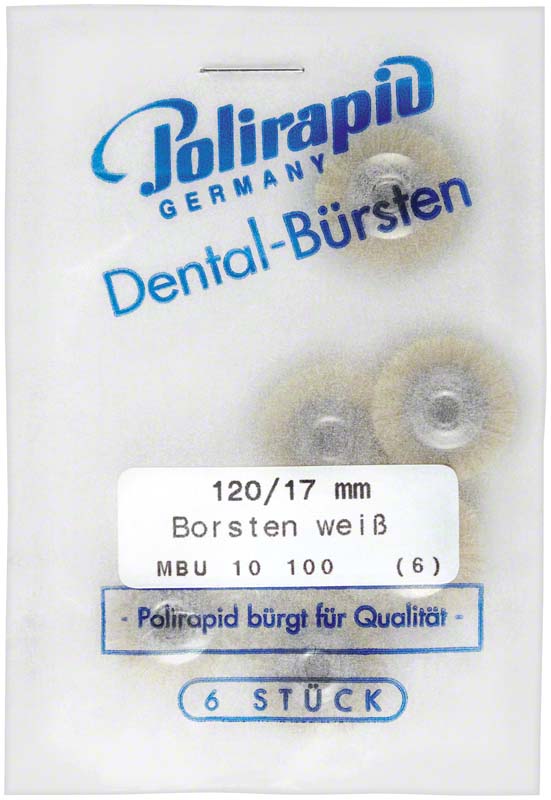 Polirapid
GERMANY
Dental-Bürsten
120/17 mm
Borsten weiß
MBU 10 100 (6)
- Polirapid bürgt für Qualität -
6 STÜCK